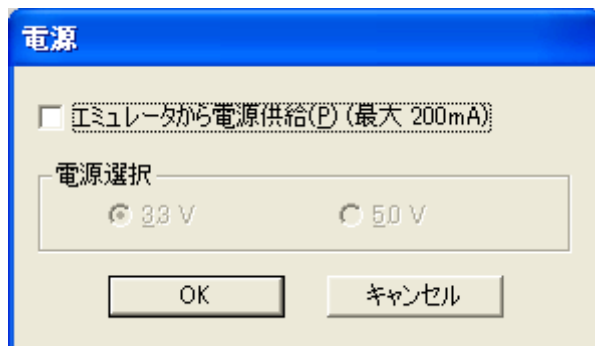 電源
エミュレータから電源供給(P) (最大 200mA)
電源選択
3.3 V
5.0 V
OK
キャンセル